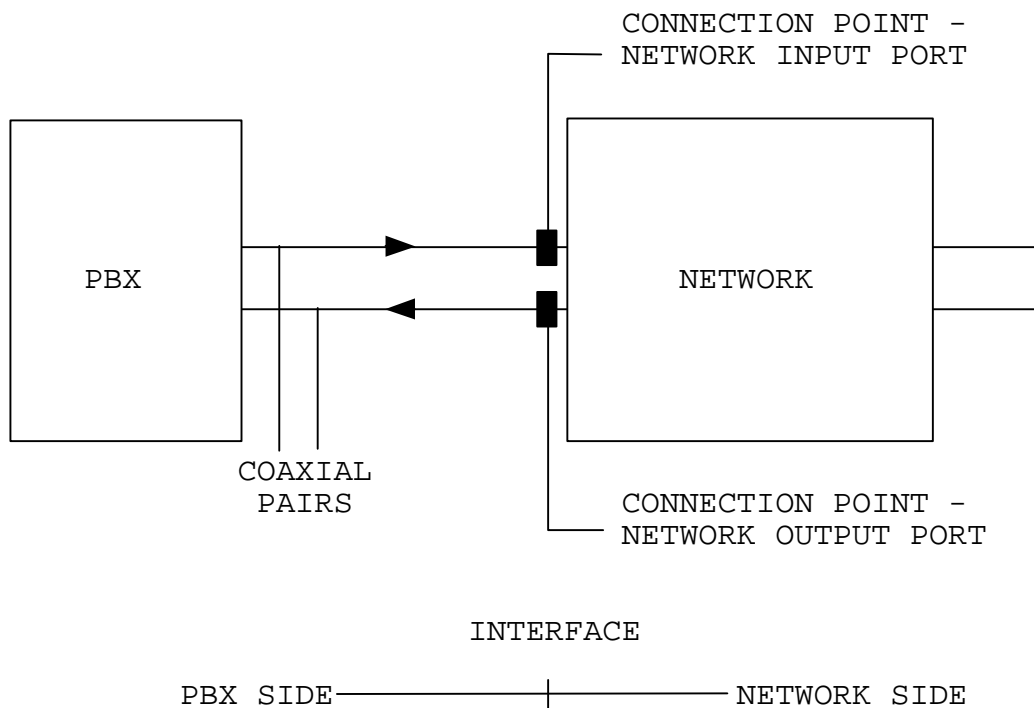 CONNECTION POINT -
NETWORK INPUT PORT
PBX
NETWORK
COAXIAL
PAIRS
CONNECTION POINT -
NETWORK OUTPUT PORT
INTERFACE
PBX SIDE
NETWORK SIDE